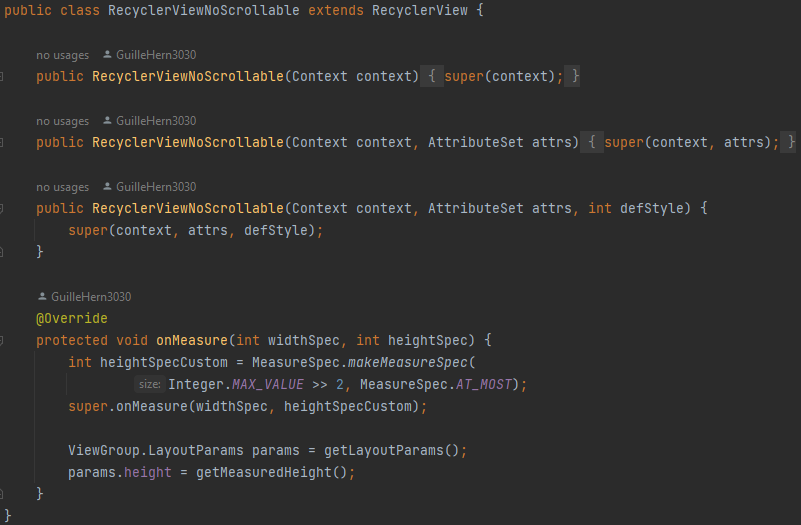 public class RecyclerViewNoScrollable extends RecyclerView {
no usages GuilleHern3030
public RecyclerViewNoScrollable(Context context) { super(context); }
no usages GuilleHern3030
public RecyclerViewNoScrollable(Context context, AttributeSet attrs) { super(context, attrs); }
no usages GuilleHern3030
public RecyclerViewNoScrollable(Context context, AttributeSet attrs, int defStyle) {
super(context, attrs, defStyle);
}
GuilleHern3030
@Override
protected void onMeasure(int widthSpec, int heightSpec) {
int heightSpecCustom = MeasureSpec.makeMeasureSpec(
size: Integer.MAX_VALUE >> 2, MeasureSpec.AT_MOST);
super.onMeasure(widthSpec, heightSpecCustom);
ViewGroup.LayoutParams params = getLayoutParams();
params.height = getMeasuredHeight();
}
}